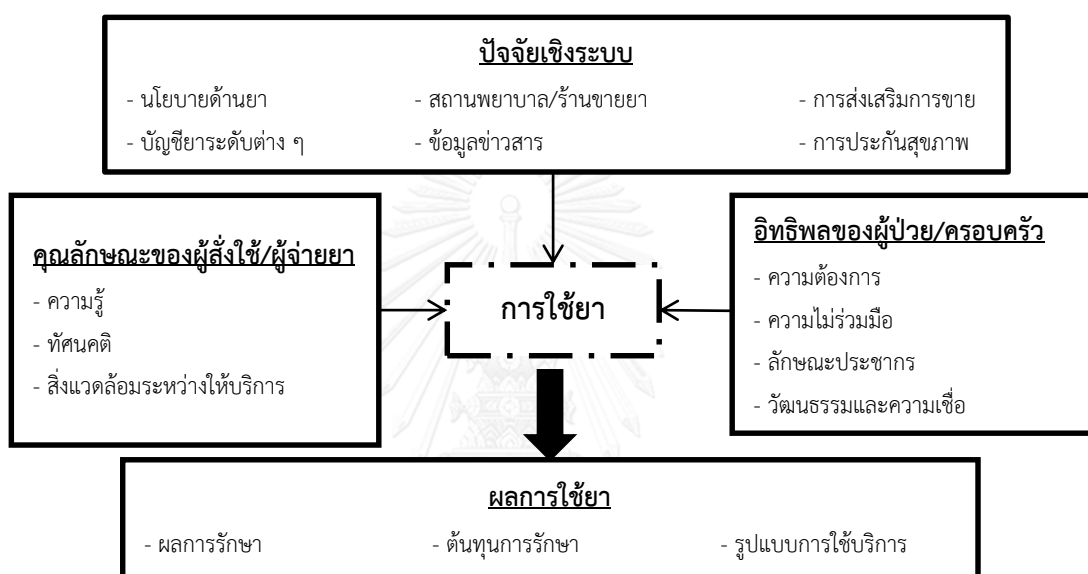 ปัจจัยเชิงระบบ
- นโยบายด้านยา - สถานพยาบาล/ร้านขายยา - การส่งเสริมการขาย
- บัญชียาระดับต่าง ๆ - ข้อมูลข่าวสาร - การประกันสุขภาพ
คุณลักษณะของผู้สั่งใช้/ผู้จ่ายยา
- ความรู้
- ทัศนคติ
- สิ่งแวดล้อมระหว่างให้บริการ
การใช้ยา
อิทธิพลของผู้ป่วย/ครอบครัว
- ความต้องการ
- ความไม่ร่วมมือ
- ลักษณะประชากร
- วัฒนธรรมและความเชื่อ
ผลการใช้ยา
- ผลการรักษา - ต้นทุนการรักษา - รูปแบบการใช้บริการ